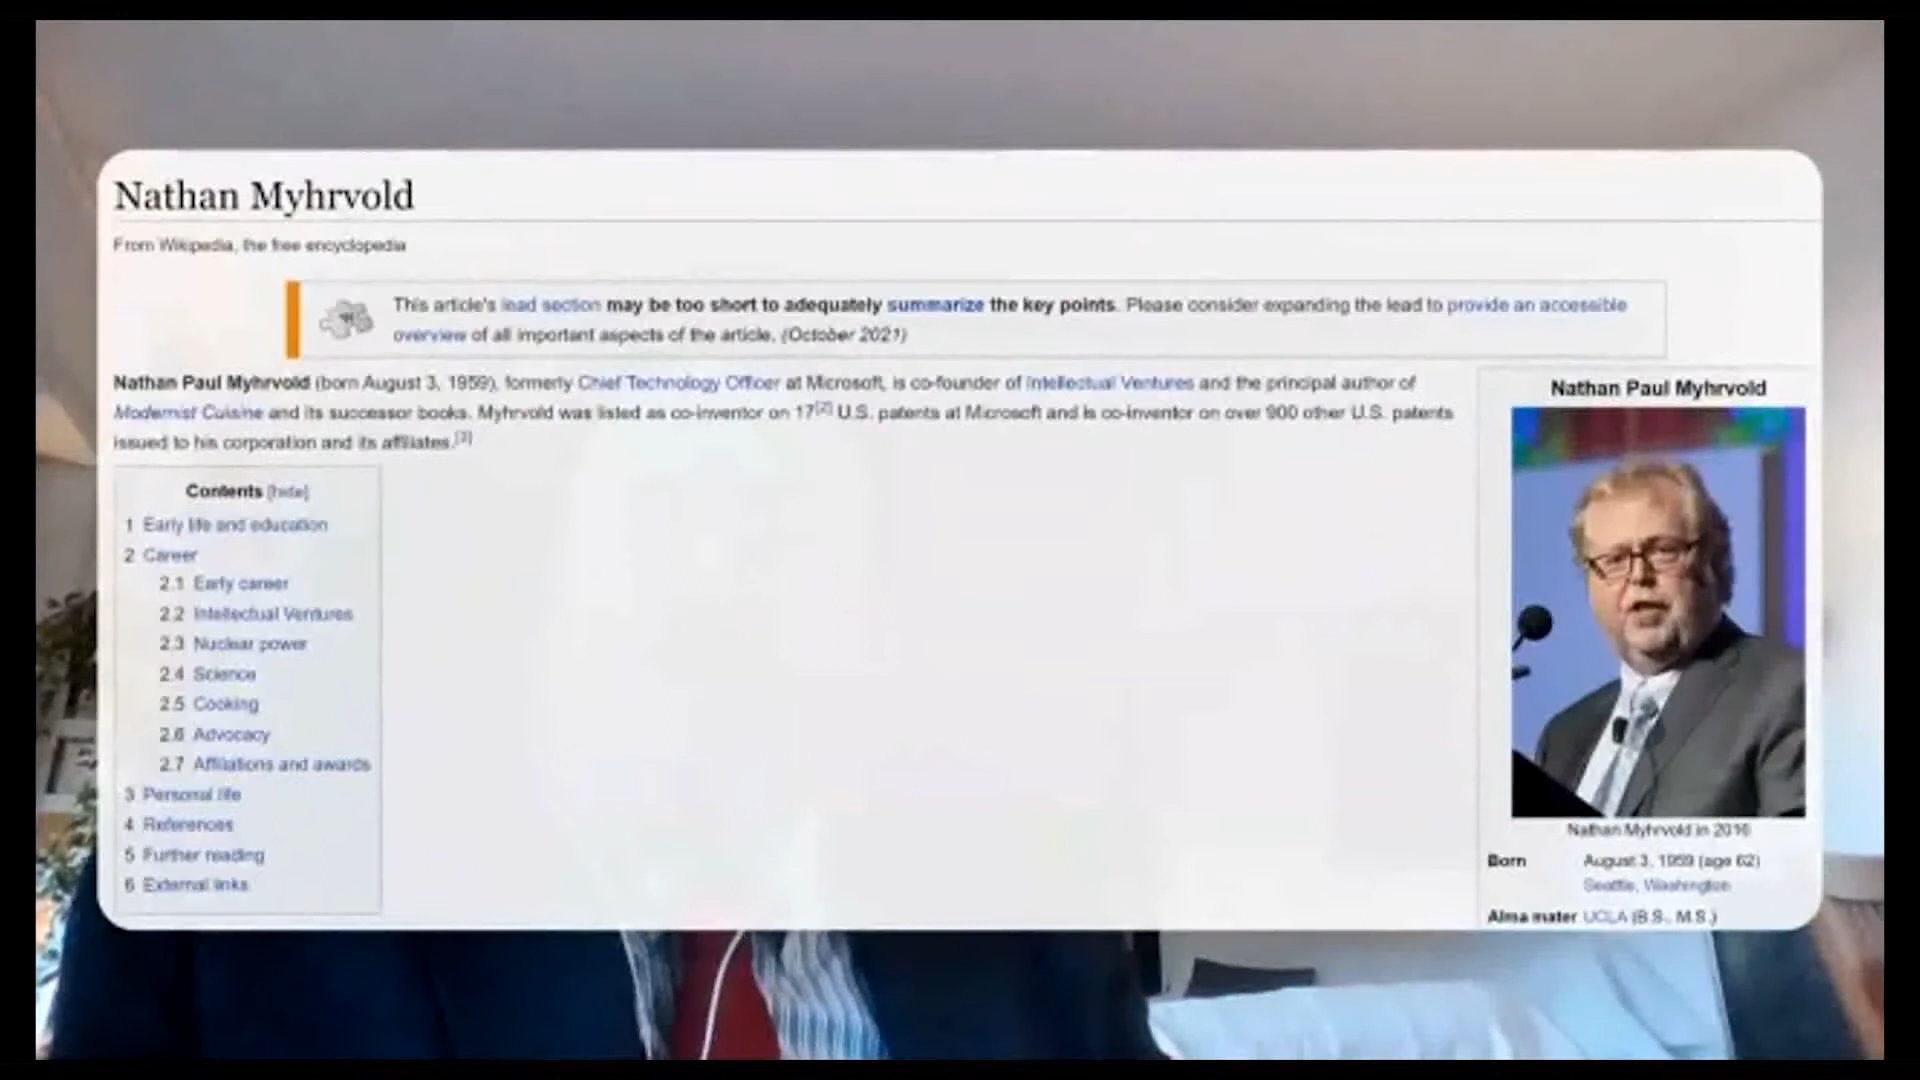 Nathan Myhrvold
From Wikipedia, the free encyclopedia
This article's lead section may be too short to adequately summarize the key points. Please consider expanding the lead to provide an accessible
overview of all important aspects of the article. (October 2021)
Nathan Paul Myhrvold (born August 3, 1959), formerly Chief Technology Officer at Microsoft, is co-founder of Intellectual Ventures and the principal author of
Modernist Cuisine and its successor books. Myhrvold was listed as co-inventor on 17[2] U.S. patents at Microsoft and is co-inventor on over 900 other U.S. patents
issued to his corporation and its affiliates.[3]
Contents [hide]
1 Early life and education
2 Career
2.1 Early career
2.2 Intellectual Ventures
2.3 Nuclear power
2.4 Science
2.5 Cooking
2.6 Advocacy
2.7 Affiliations and awards
3 Personal life
4 References
5 Further reading
6 External links
Nathan Paul Myhrvold
Nathan Myhrvold in 2016
Born August 3, 1959 (age 62)
Seattle, Washington
Alma mater UCLA (B.S., M.S.)